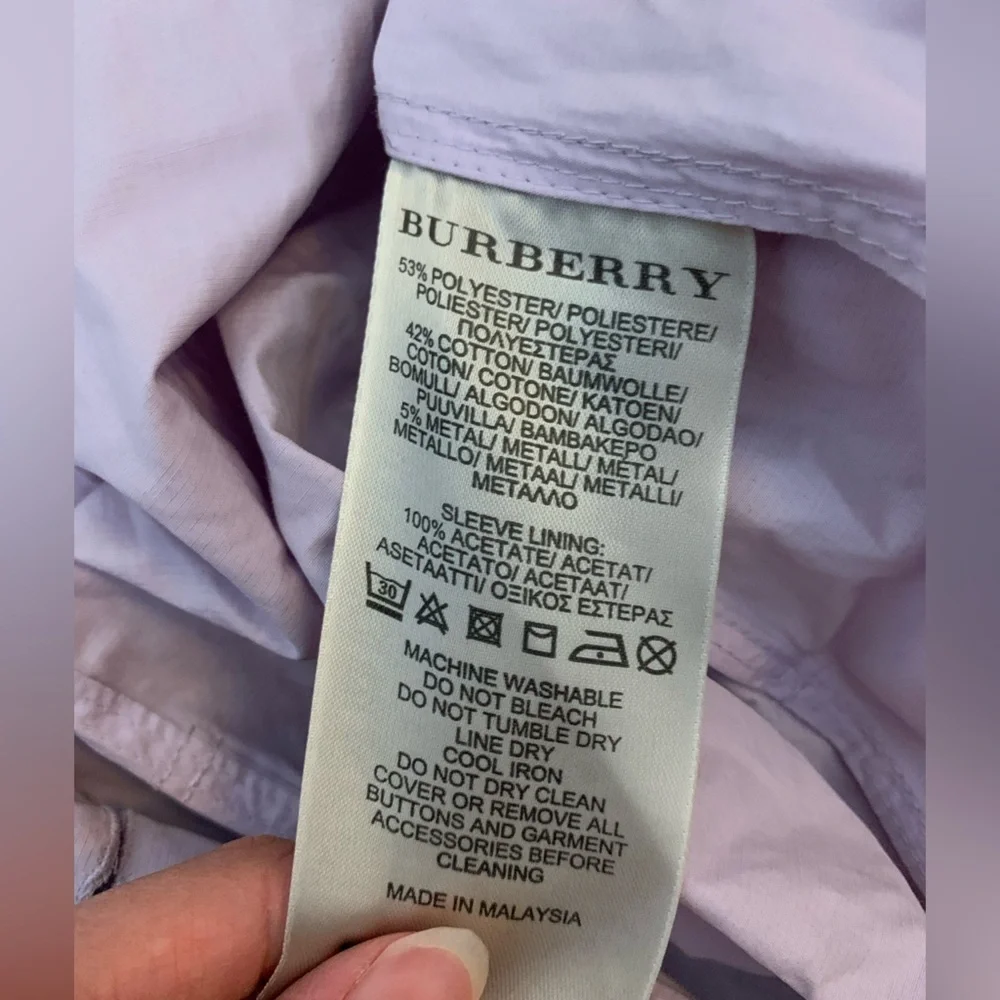 BURBERRY
53% POLYESTER/ POLIESTERE/
POLIESTER/ POLYESTERI/
ΠΟΛΥΕΣΤΕΡΑΣ
42% COTTON/ BAUMWOLLE/
COTON/ COTONE/ KATOEN/
BOMULL/ ALGODON/ ALGODAO/
PUUVILLA/ ΒΑΜΒΑΚΕΡΟ
5% METAL/ METALL/ MÉTAL/
METALLO/ METAAL/ METALLI/
ΜΕΤΑΛΛΟ
SLEEVE LINING:
100% ACETATE/ ACETAT/
ACETATO/ ACETAAT/
ASETAATTI/ ΟΞΙΚΟΣ ΕΣΤΕΡΑΣ
30
MACHINE WASHABLE
DO NOT BLEACH
DO NOT TUMBLE DRY
LINE DRY
COOL IRON
DO NOT DRY CLEAN
COVER OR REMOVE ALL
BUTTONS AND GARMENT
ACCESSORIES BEFORE
CLEANING
MADE IN MALAYSIA